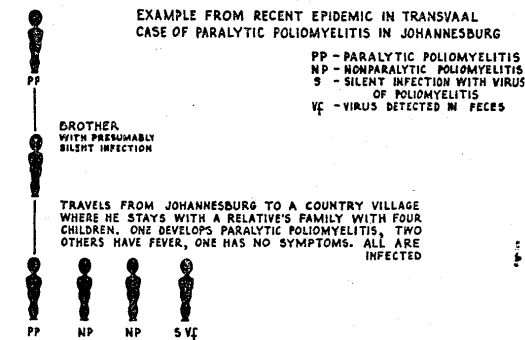 EXAMPLE FROM RECENT EPIDEMIC IN TRANSVAAL
CASE OF PARALYTIC POLIOMYELITIS IN JOHANNESBURG
PP - PARALYTIC POLIOMYELITIS
NP - NONPARALYTIC POLIOMYELITIS
S - SILENT INFECTION WITH VIRUS
OF POLIOMYELITIS
Vf - VIRUS DETECTED IN FECES
PP
BROTHER
WITH PRESUMABLY
SILENT INFECTION
TRAVELS FROM JOHANNESBURG TO A COUNTRY VILLAGE
WHERE HE STAYS WITH A RELATIVE'S FAMILY WITH FOUR
CHILDREN. ONE DEVELOPS PARALYTIC POLIOMYELITIS, TWO
OTHERS HAVE FEVER, ONE HAS NO SYMPTOMS. ALL ARE
INFECTED
PP NP NP S Vf